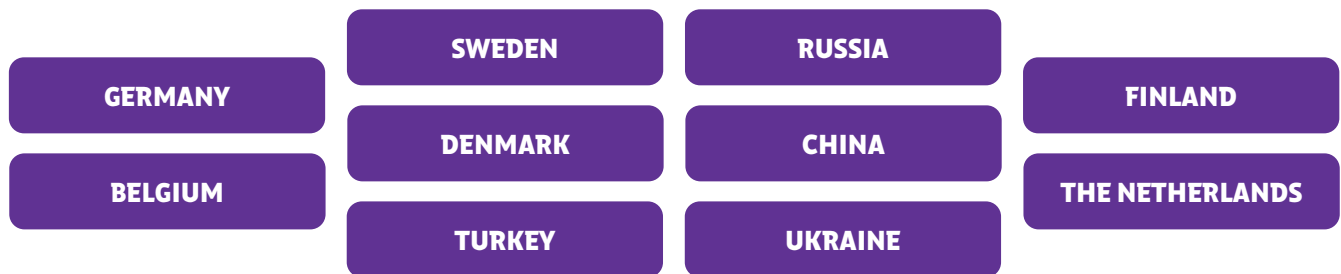 GERMANY
BELGIUM
SWEDEN
DENMARK
TURKEY
RUSSIA
CHINA
UKRAINE
FINLAND
THE NETHERLANDS